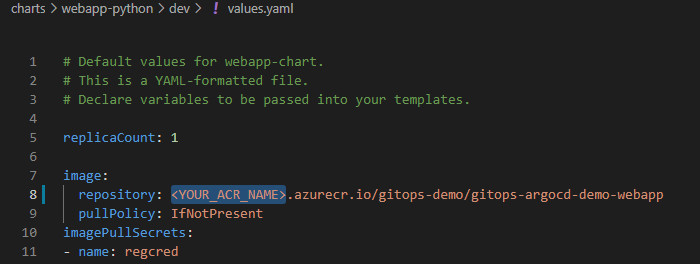 charts > webapp-python > dev > ! values.yaml
1 # Default values for webapp-chart.
2 # This is a YAML-formatted file.
3 # Declare variables to be passed into your templates.
4
5 replicaCount: 1
6
7 image:
8 repository: <YOUR_ACR_NAME>.azurecr.io/gitops-demo/gitops-argocd-demo-webapp
9 pullPolicy: IfNotPresent
10 imagePullSecrets:
11 - name: regcred